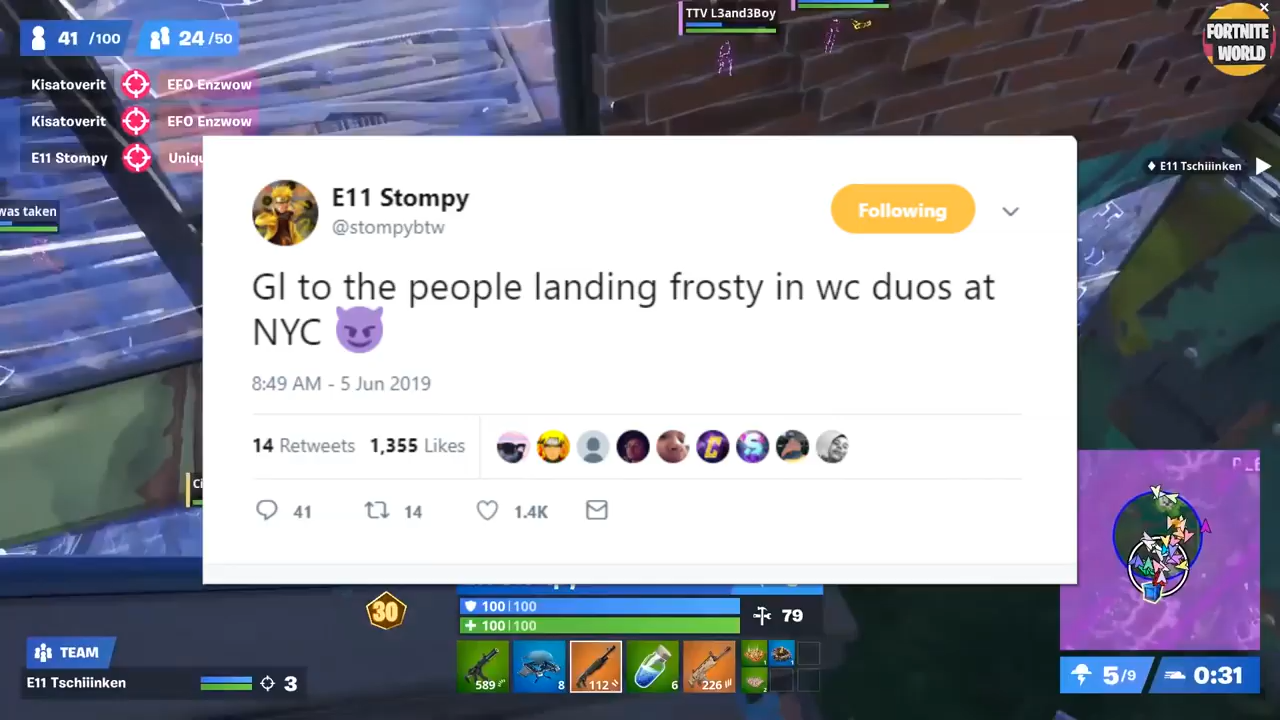 41 /100
24 /50
TTV L3and3Boy
FORTNITE
WORLD
Kisatoverit EFO Enzwow
Kisatoverit EFO Enzwow
E11 Stompy Uniqu
E11 Tschiiinken
was taken
E11 Stompy
@stompybtw
Following
Gl to the people landing frosty in wc duos at
NYC 😈
8:49 AM - 5 Jun 2019
14 Retweets 1,355 Likes
41 14 1.4K
Ci
30
100|100
100|100
79
TEAM
E11 Tschiiinken 3
589 8 112 6 226
5/9 0:31